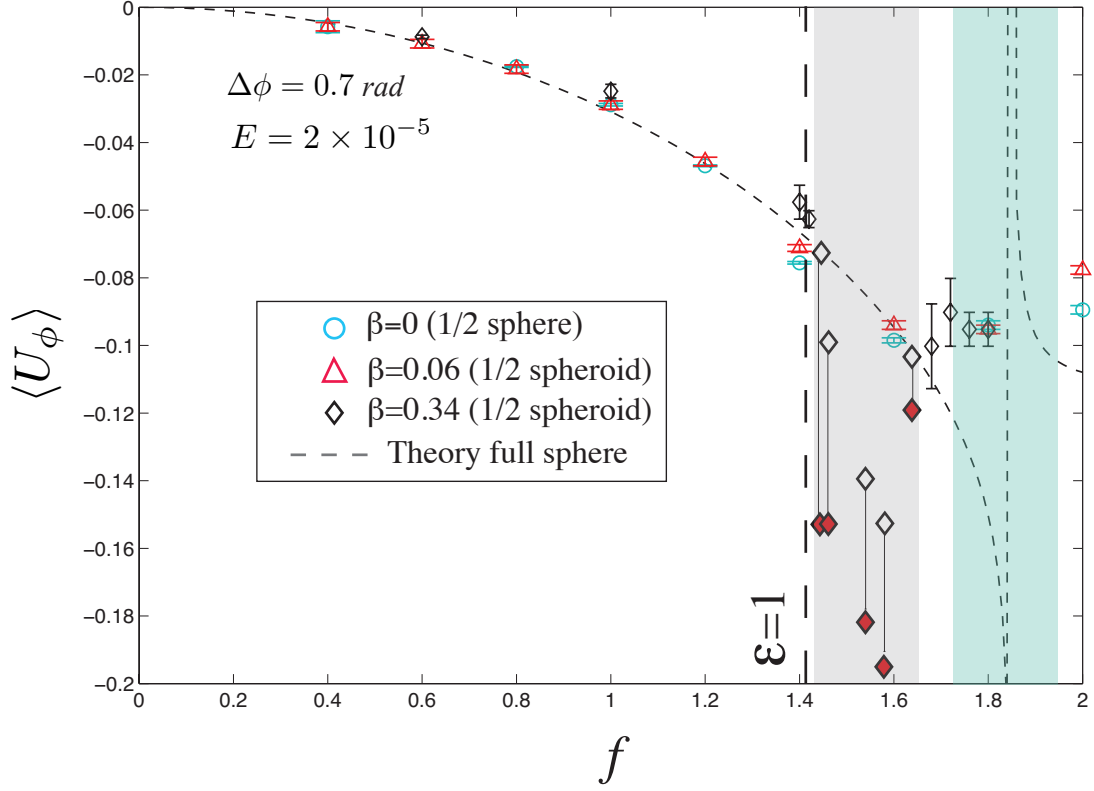 0
−0.02
−0.04
−0.06
−0.08
−0.1
−0.12
−0.14
−0.16
−0.18
−0.2
⟨U_ϕ⟩
Δϕ = 0.7 rad
E = 2 × 10⁻⁵
β=0 (1/2 sphere)
β=0.06 (1/2 spheroid)
β=0.34 (1/2 spheroid)
Theory full sphere
ε=1
0 0.2 0.4 0.6 0.8 1 1.2 1.4 1.6 1.8 2
f